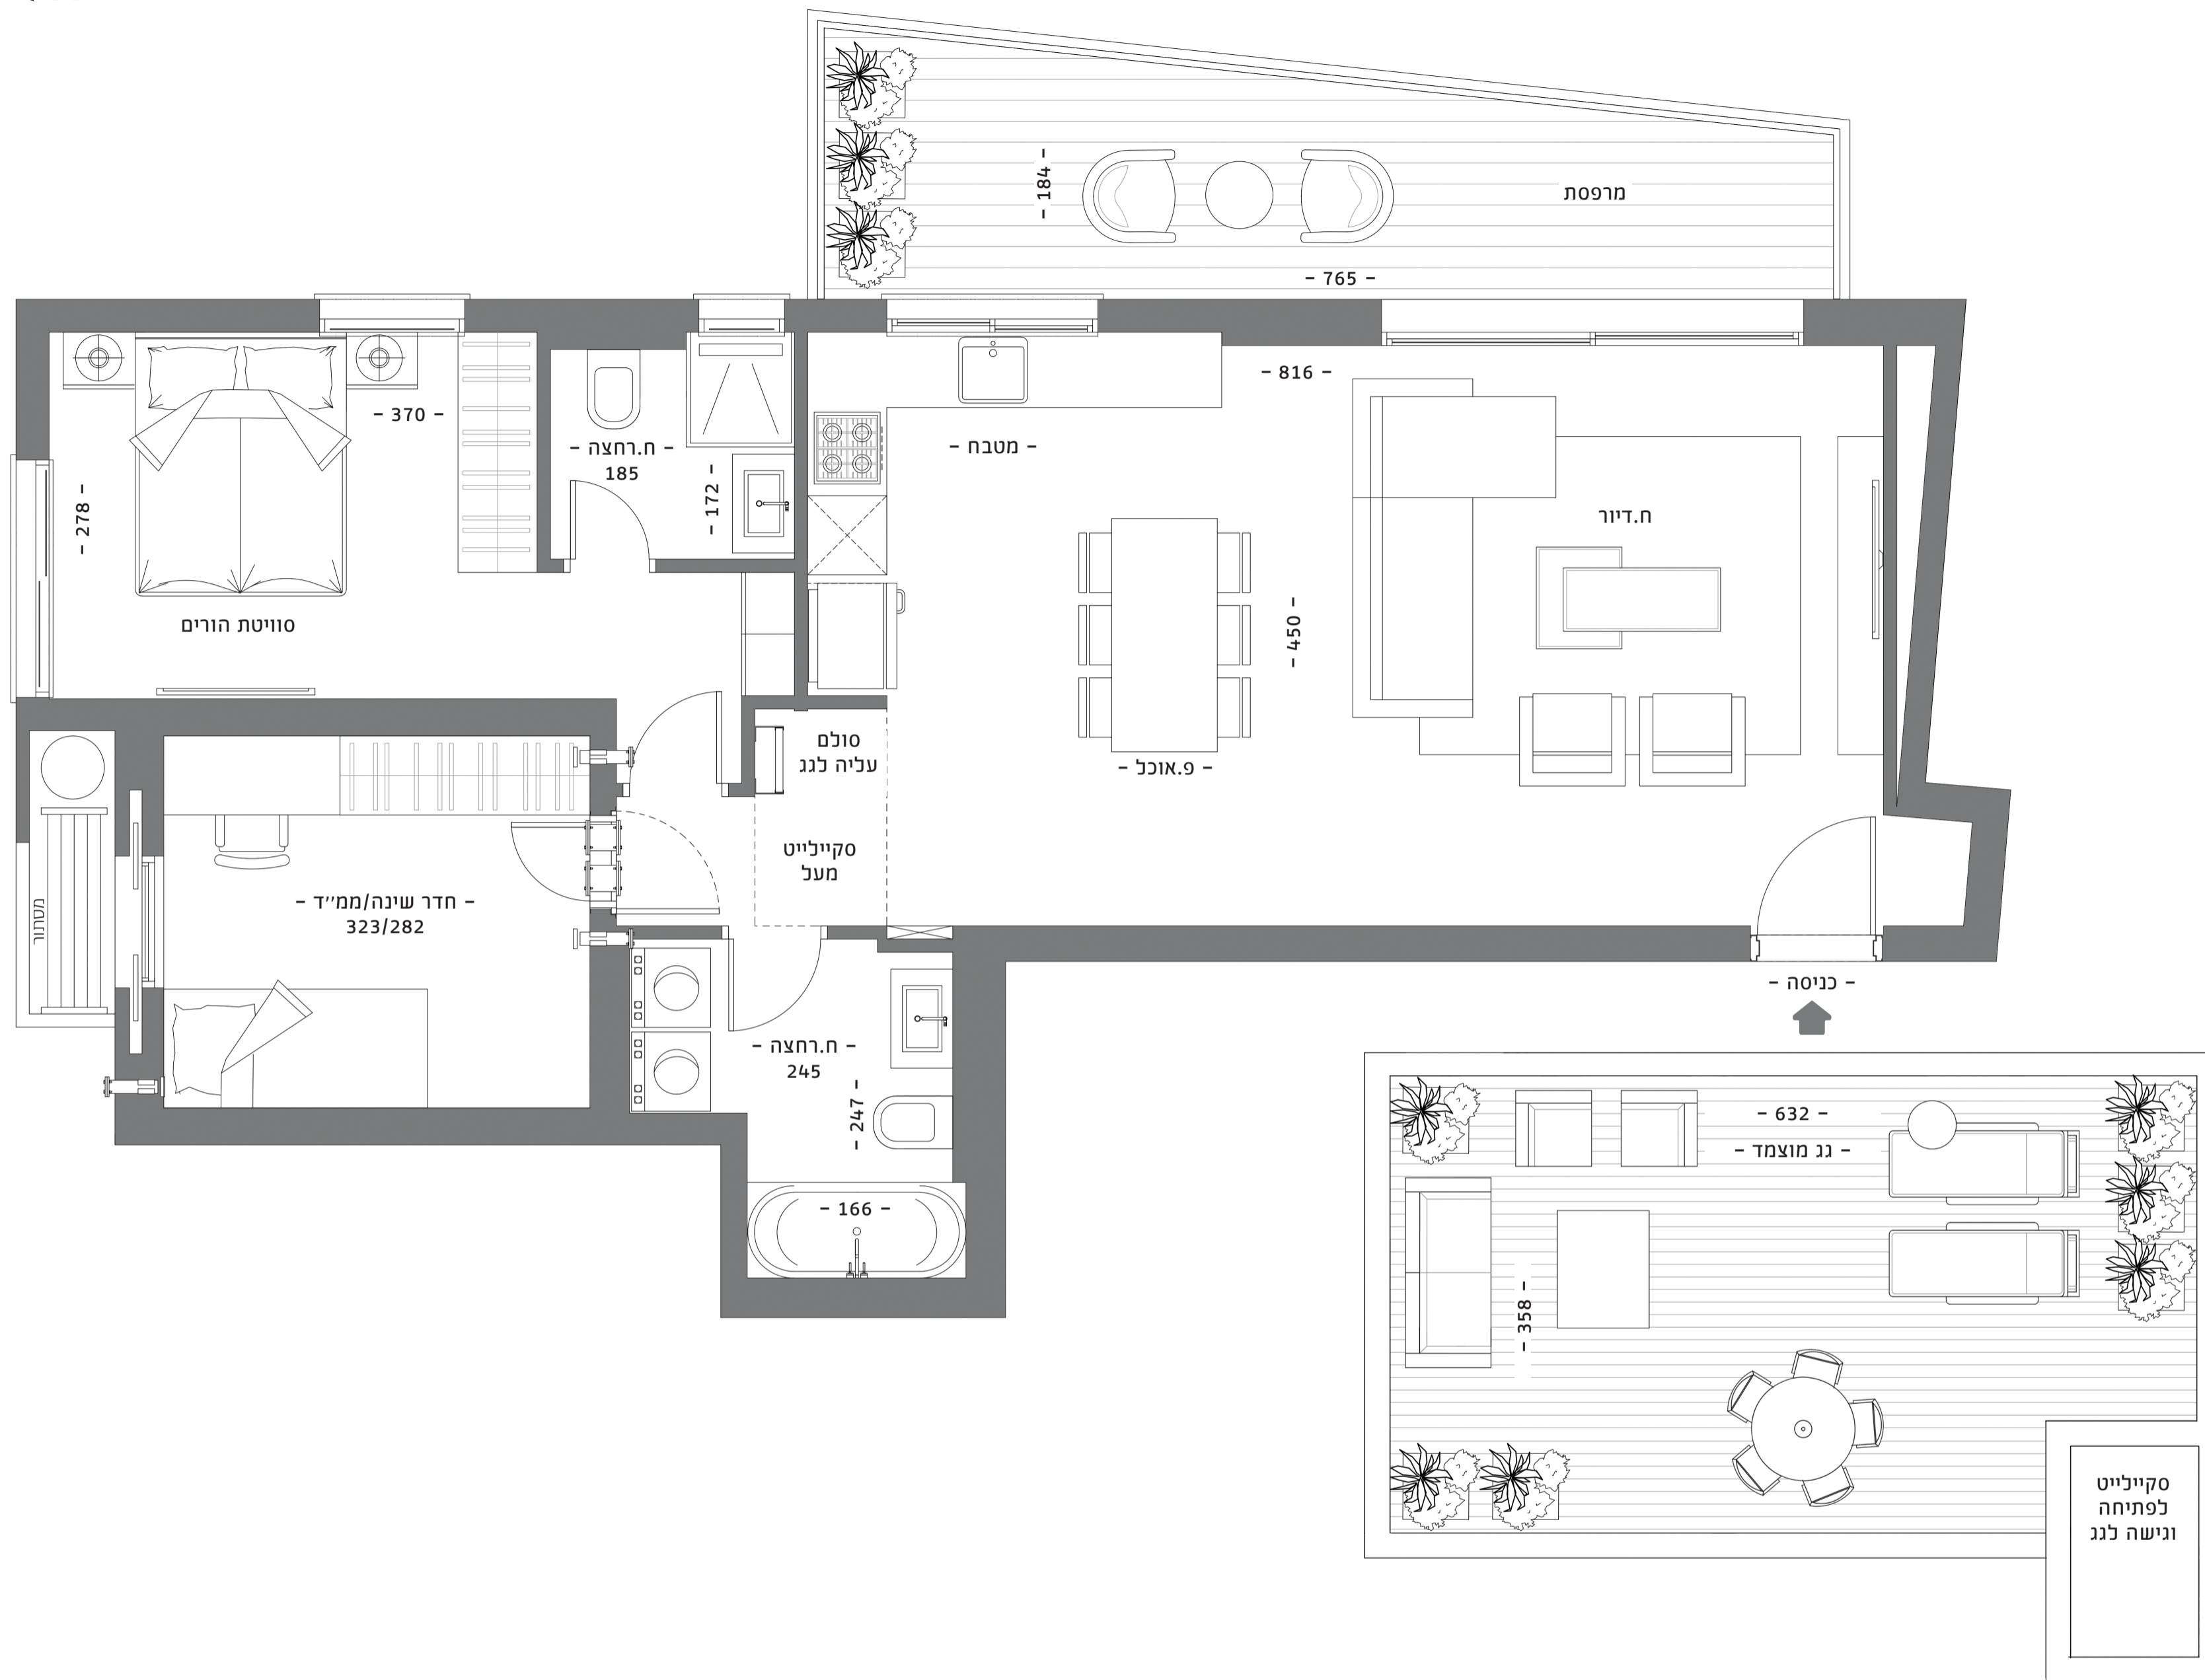 - 184 -
מרפסת
- 765 -
- 816 -
- 370 -
- ח.רחצה -
185
- 172 -
- מטבח -
- 278 -
ח.דיור
סוויטת הורים
- 450 -
סולם
עליה לגג
- פ.אוכל -
סקיילייט
מעל
- חדר שינה/ממ''ד -
323/282
מסתור
- כניסה -
- ח.רחצה -
245
- 247 -
- 166 -
- 632 -
- גג מוצמד -
- 358 -
סקיילייט
לפתיחה
וגישה לגג